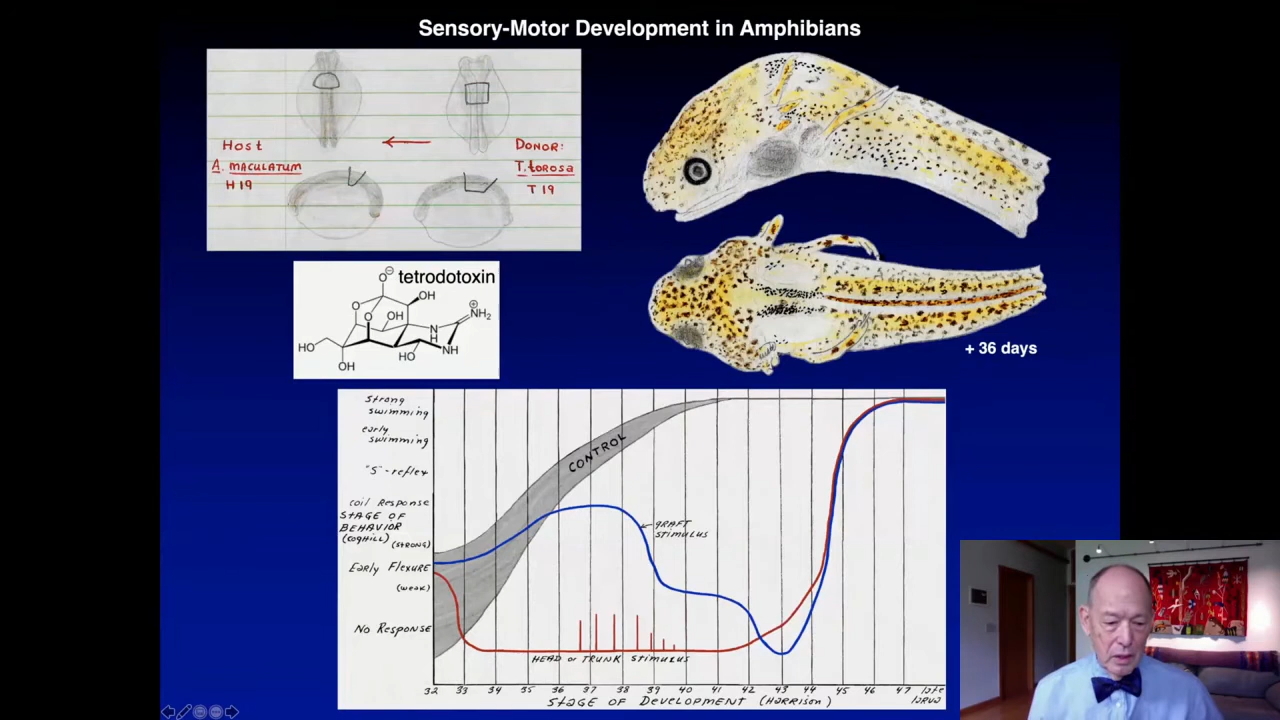 Sensory-Motor Development in Amphibians
Host
A. MACULATUM
H 19
DONOR:
T. torosa
T 19
tetrodotoxin
O⊖
OH
O
O
OH
⊕
NH₂
N
H
HO
HO
NH
OH
+ 36 days
Strong
swimming
early
swimming
"S"-reflex
coil Response
STAGE OF
BEHAVIOR
(COGHILL)
(STRONG)
Early Flexure
(weak)
No Response
CONTROL
GRAFT
STIMULUS
HEAD or TRUNK STIMULUS
32 33 34 35 36 37 38 39 40 41 42 43 44 45 46 47 late
larva
Stage of Development (Harrison)